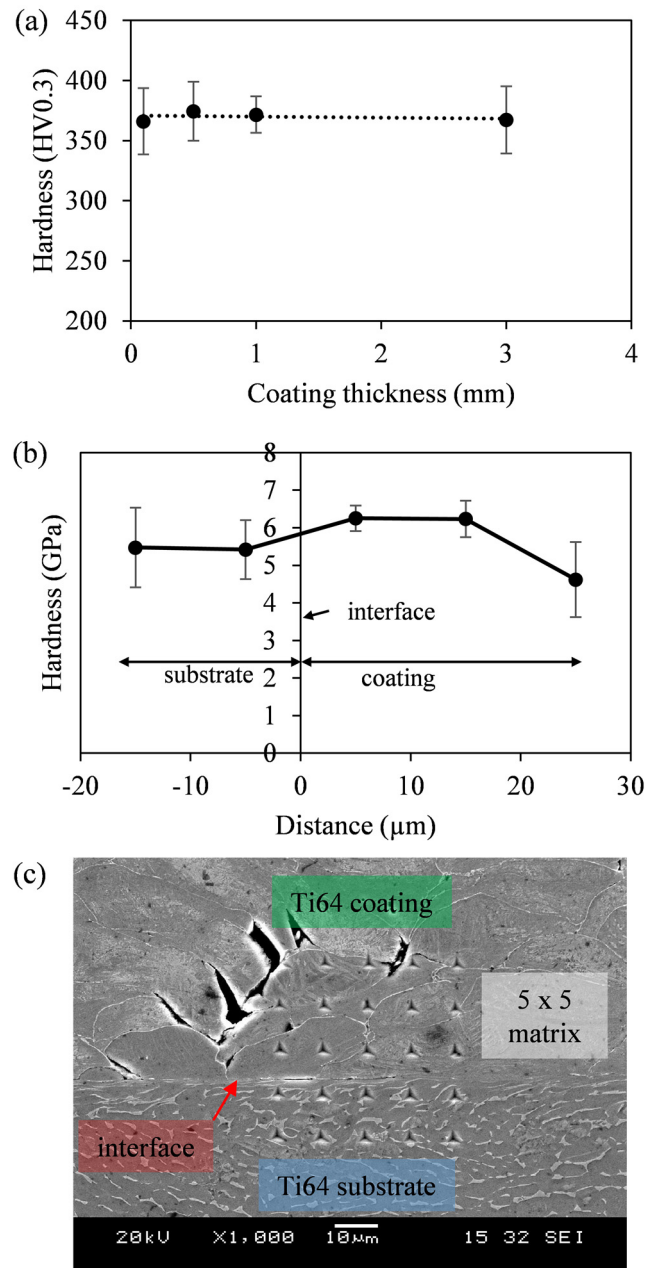 (a)
450
400
350
300
250
200
Hardness (HV0.3)
0 1 2 3 4
Coating thickness (mm)
(b)
8
7
6
5
4
3
2
1
0
Hardness (GPa)
interface
substrate
coating
-20 -10 0 10 20 30
Distance (µm)
(c)
1
Ti64 coating
5 x 5
matrix
interface
Ti64 substrate
20kV X1,000 10µm 15 32 SEI